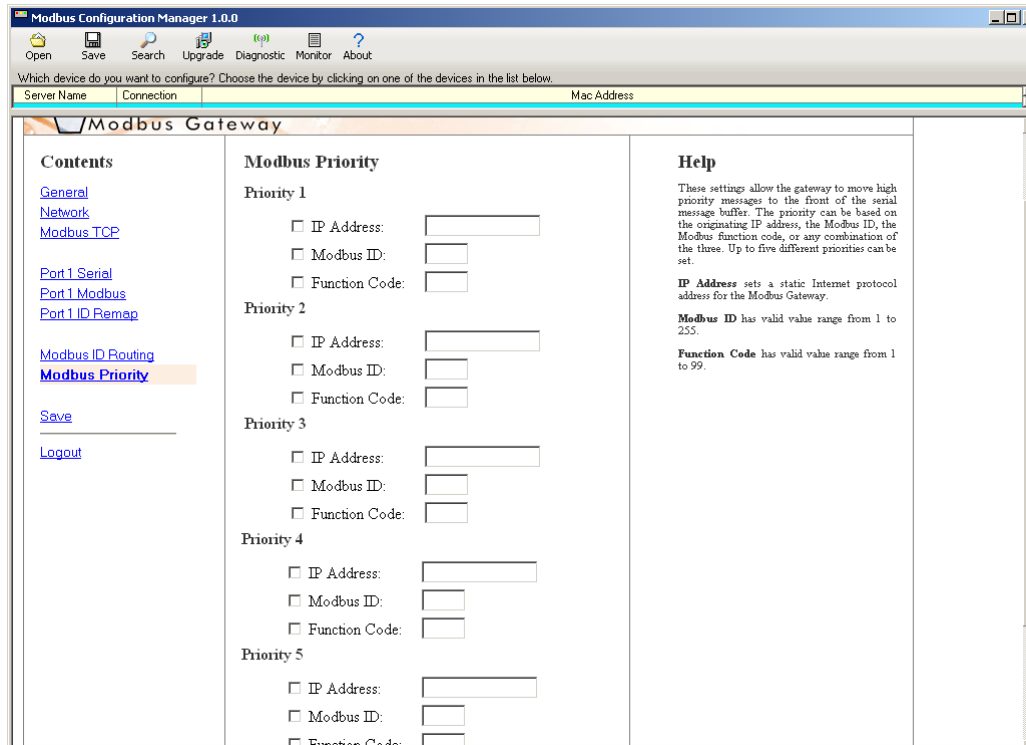 Modbus Configuration Manager 1.0.0
Open Save Search Upgrade Diagnostic Monitor About
Which device do you want to configure? Choose the device by clicking on one of the devices in the list below.
Server Name Connection Mac Address
Modbus Gateway
Contents
General
Network
Modbus TCP
Port1 Serial
Port1 Modbus
Port1 ID Remap
Modbus ID Routing
Modbus Priority
Save
Logout
Modbus Priority
Priority 1
IP Address:
Modbus ID:
Function Code:
Priority 2
IP Address:
Modbus ID:
Function Code:
Priority 3
IP Address:
Modbus ID:
Function Code:
Priority 4
IP Address:
Modbus ID:
Function Code:
Priority 5
IP Address:
Modbus ID:
Function Code:
Help
These settings allow the gateway to move high
priority messages to the front of the serial
message buffer. The priority can be based on
the originating IP address, the Modbus ID, the
Modbus function code, or any combination of
the three. Up to five different priorities can be
set.
IP Address sets a static Internet protocol
address for the Modbus Gateway.
Modbus ID has valid value range from 1 to
255.
Function Code has valid value range from 1
to 99.